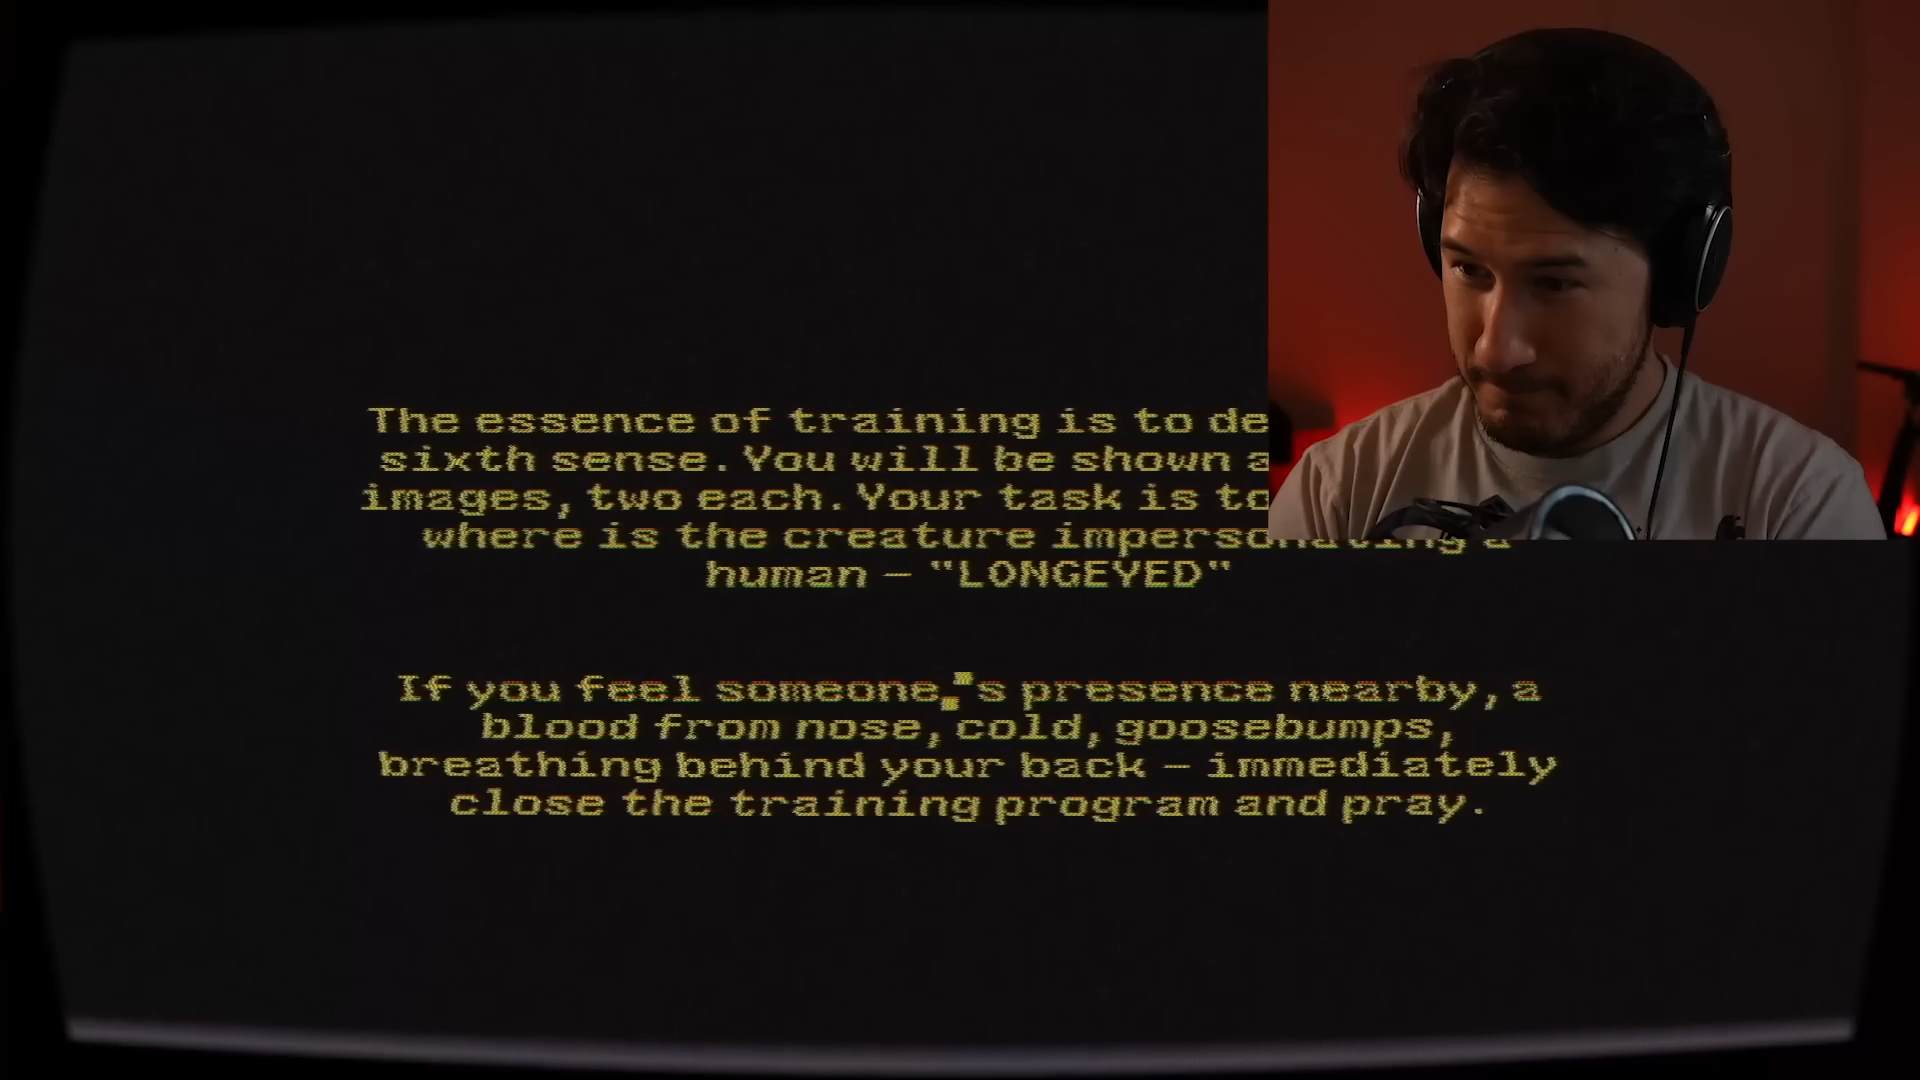 The essence of training is to de
sixth sense. You will be shown a
images, two each. Your task is to
where is the creature impersonating a
human – "LONGEYED"
If you feel someone's presence nearby, a
blood from nose, cold, goosebumps,
breathing behind your back – immediately
close the training program and pray.